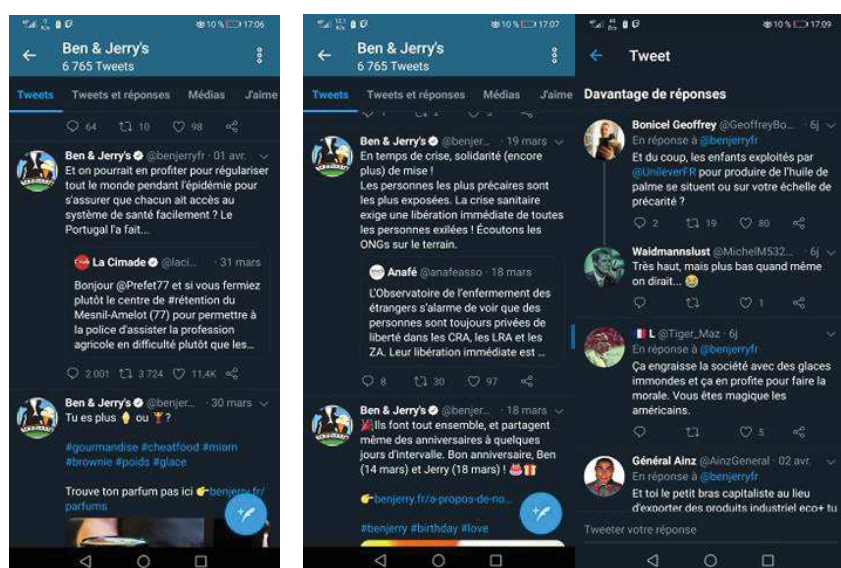 10 % 17:06
Ben & Jerry's
6 765 Tweets
Tweets Tweets et réponses Médias J'aime
64 10 98
Ben & Jerry's @benjerryfr · 01 avr.
Et on pourrait en profiter pour régulariser
tout le monde pendant l'épidémie pour
s'assurer que chacun ait accès au
système de santé facilement ? Le
Portugal l'a fait...
La Cimade @laci... · 31 mars
Bonjour @Prefet77 et si vous fermiez
plutôt le centre de #rétention du
Mesnil-Amelot (77) pour permettre à
la police d'assister la profession
agricole en difficulté plutôt que les...
2 001 3 724 11,4K
Ben & Jerry's @benjer... · 30 mars
Tu es plus 🍦 ou 🍹?
#gourmandise #cheatfood #miam
#brownie #poids #glace
Trouve ton parfum pas ici 👉benjerry.fr/
parfums
10 % 17:07
Ben & Jerry's
6 765 Tweets
Tweets Tweets et réponses Médias J'aime
Ben & Jerry's @benjer... · 19 mars
En temps de crise, solidarité (encore
plus) de mise !
Les personnes les plus précaires sont
les plus exposées. La crise sanitaire
exige une libération immédiate de toutes
les personnes exilées ! Écoutons les
ONGs sur le terrain.
Anafé @anafeasso · 18 mars
L'Observatoire de l'enfermement des
étrangers s'alarme de voir que des
personnes sont toujours privées de
liberté dans les CRA, les LRA et les
ZA. Leur libération immédiate est ...
8 30 97
Ben & Jerry's @benjer... · 18 mars
🎉Ils font tout ensemble, et partagent
même des anniversaires à quelques
jours d'intervalle. Bon anniversaire, Ben
(14 mars) et Jerry (18 mars) ! 🎂🎁
👉benjerry.fr/a-propos-de-no...
#benjerry #birthday #love
10 % 17:09
Tweet
Davantage de réponses
Bonicel Geoffrey @GeoffreyBo... · 6j
En réponse à @benjerryfr
Et du coup, les enfants exploités par
@UnileverFR pour produire de l'huile de
palme se situent ou sur votre échelle de
précarité ?
2 19 80
Waidmannslust @MichelM532... · 6j
Très haut, mais plus bas quand même
on dirait... 😂
1
🇫🇷 L @Tiger_Maz · 6j
En réponse à @benjerryfr
Ça engraisse la société avec des glaces
immondes et ça en profite pour faire la
morale. Vous êtes magique les
américains.
5
Général Ainz @AinzGeneral · 02 avr.
En réponse à @benjerryfr
Et toi le petit bras capitaliste au lieu
d'exporter des produits industriel eco+ tu
Tweeter votre réponse